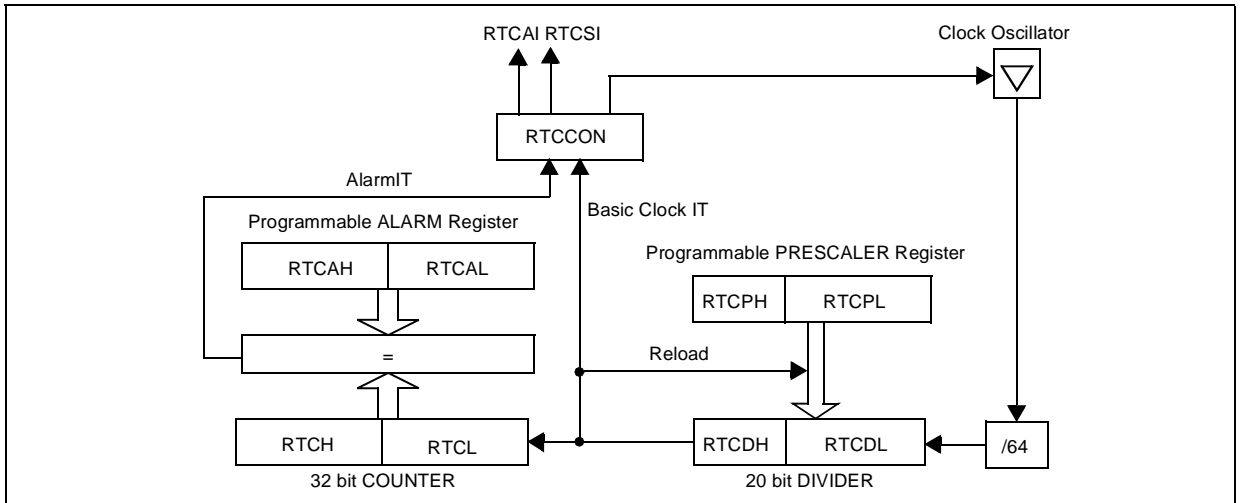 RTCAI RTCSI
Clock Oscillator
RTCCON
AlarmIT
Basic Clock IT
Programmable ALARM Register
Programmable PRESCALER Register
RTCAH RTCAL
RTCPH RTCPL
=
Reload
RTCH RTCL
RTCDH RTCDL
/64
32 bit COUNTER
20 bit DIVIDER